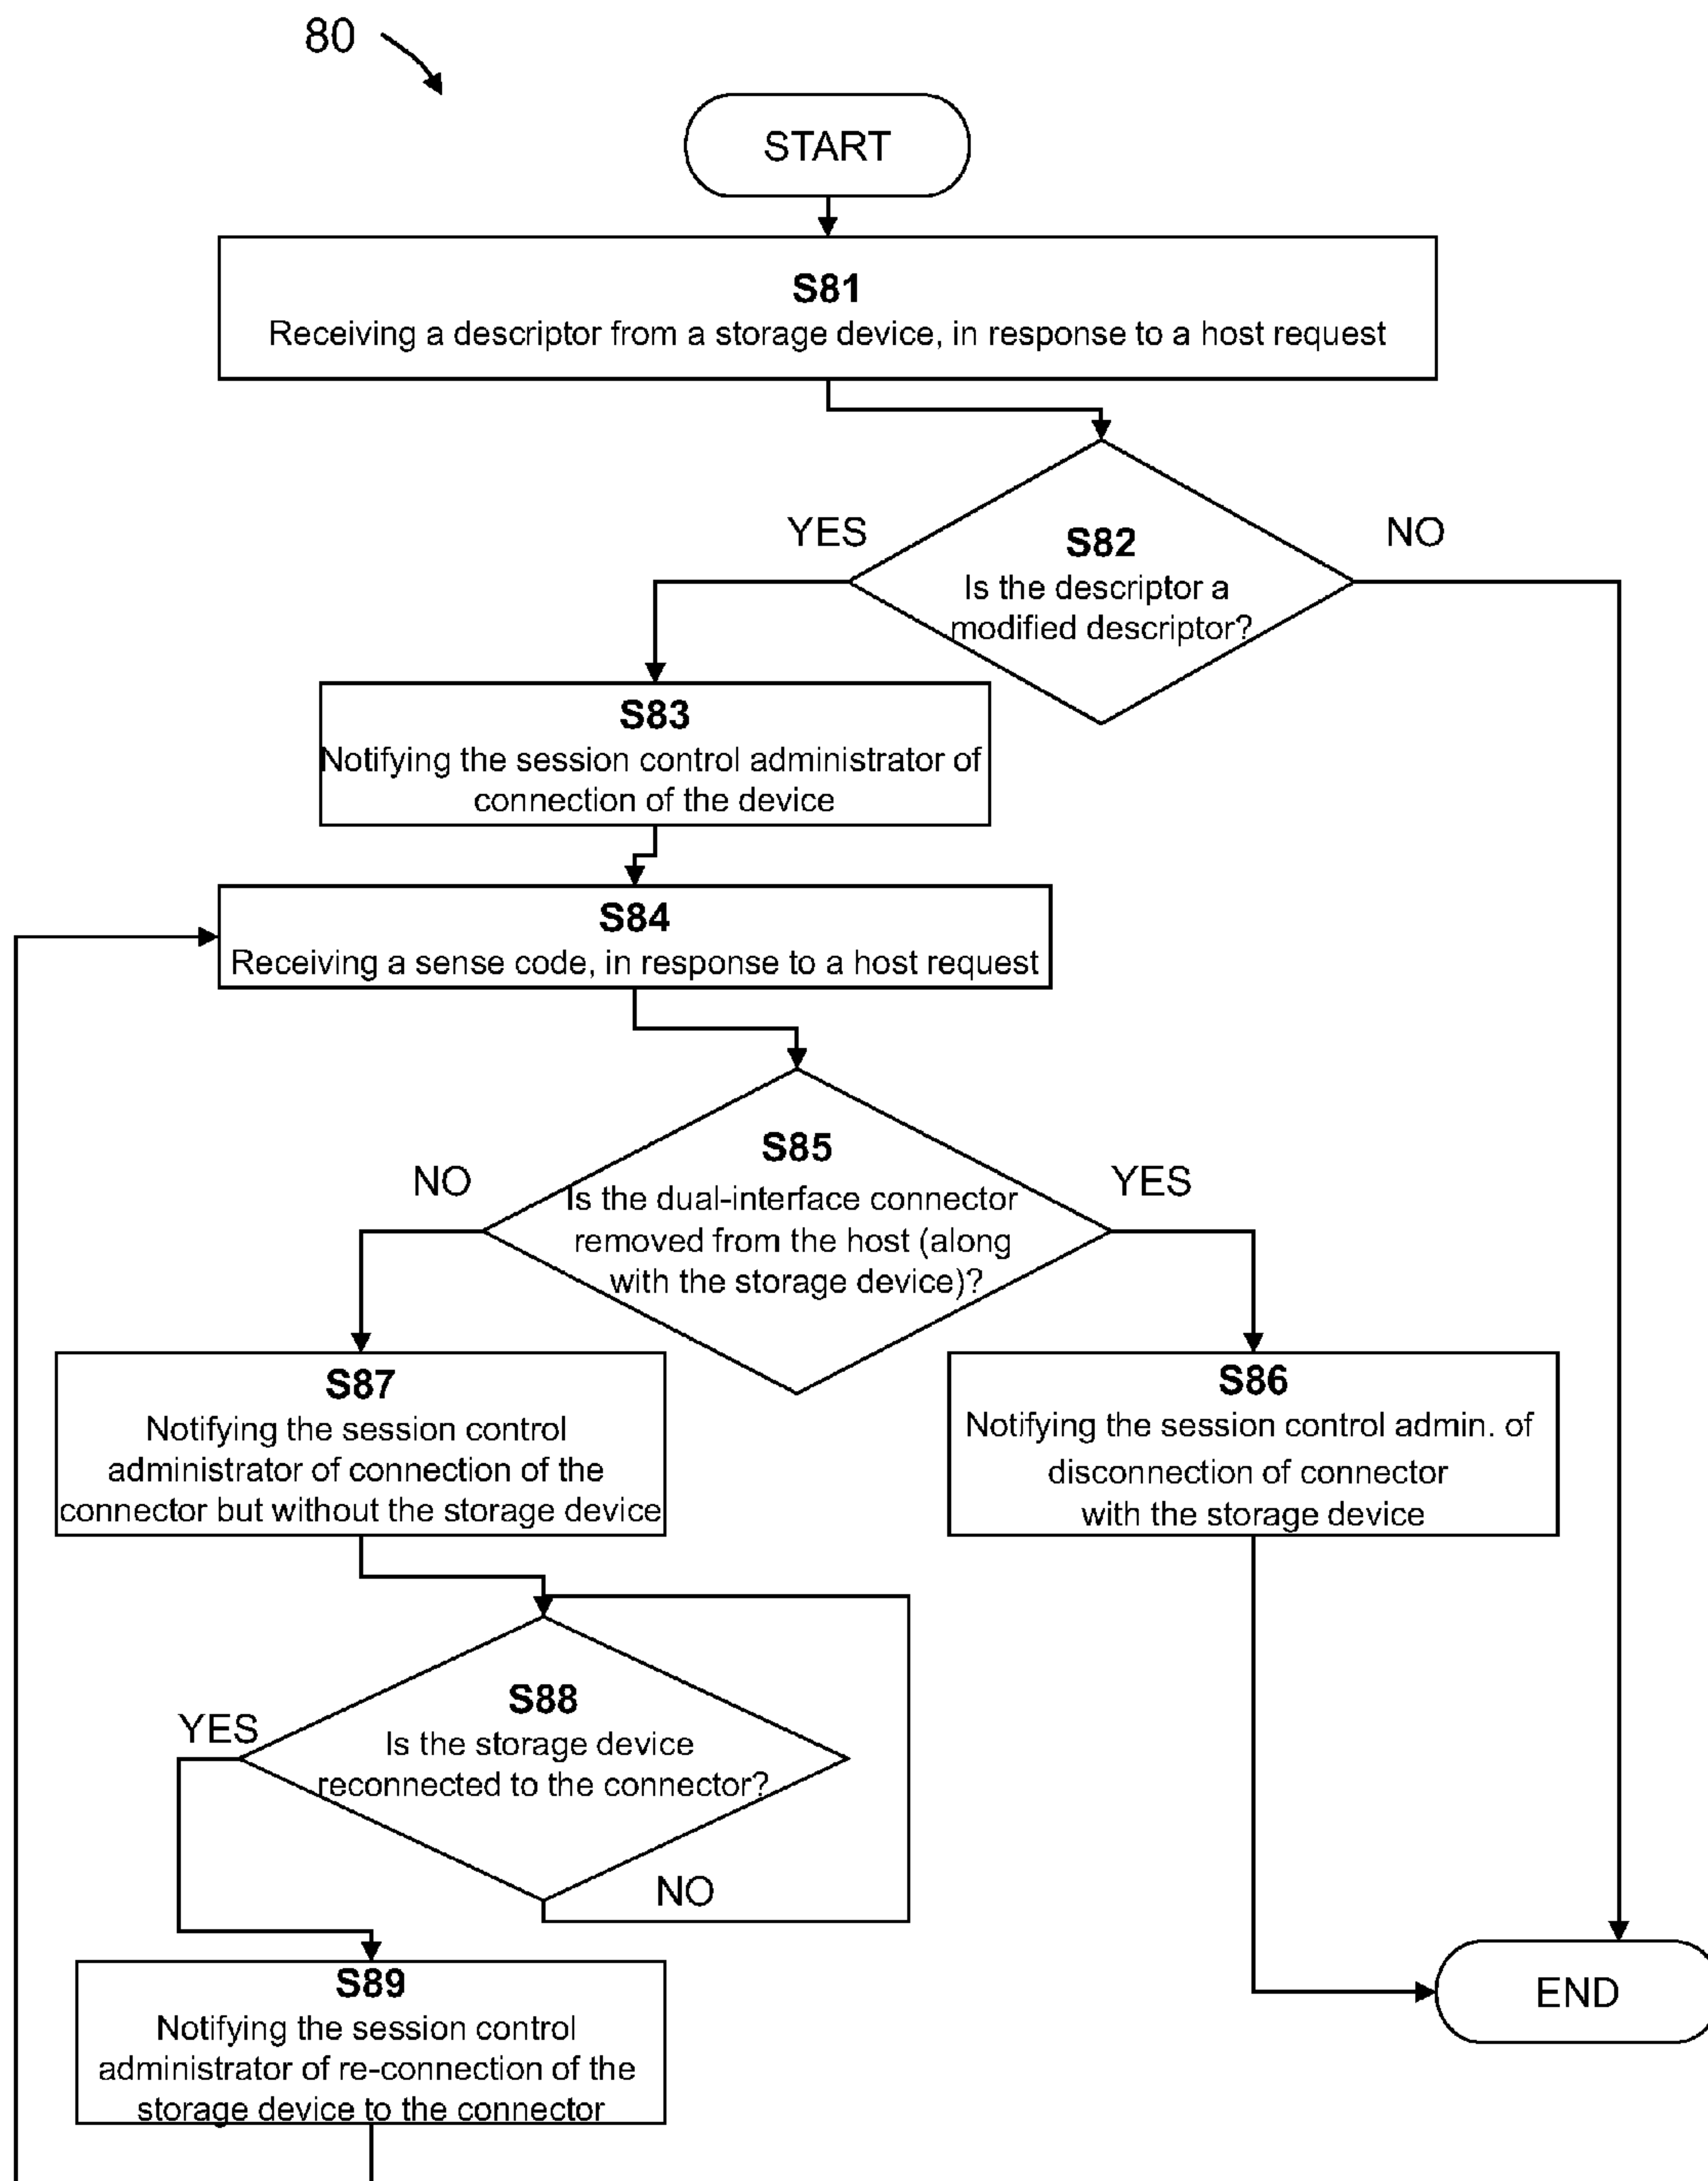 80
START
S81
Receiving a descriptor from a storage device, in response to a host request
YES
NO
S82
Is the descriptor a
modified descriptor?
S83
Notifying the session control administrator of
connection of the device
S84
Receiving a sense code, in response to a host request
S85
NO
YES
Is the dual-interface connector
removed from the host (along
with the storage device)?
S87
Notifying the session control
administrator of connection of the
connector but without the storage device
S86
Notifying the session control admin. of
disconnection of connector
with the storage device
S88
YES
Is the storage device
reconnected to the connector?
NO
S89
Notifying the session control
administrator of re-connection of the
storage device to the connector
END